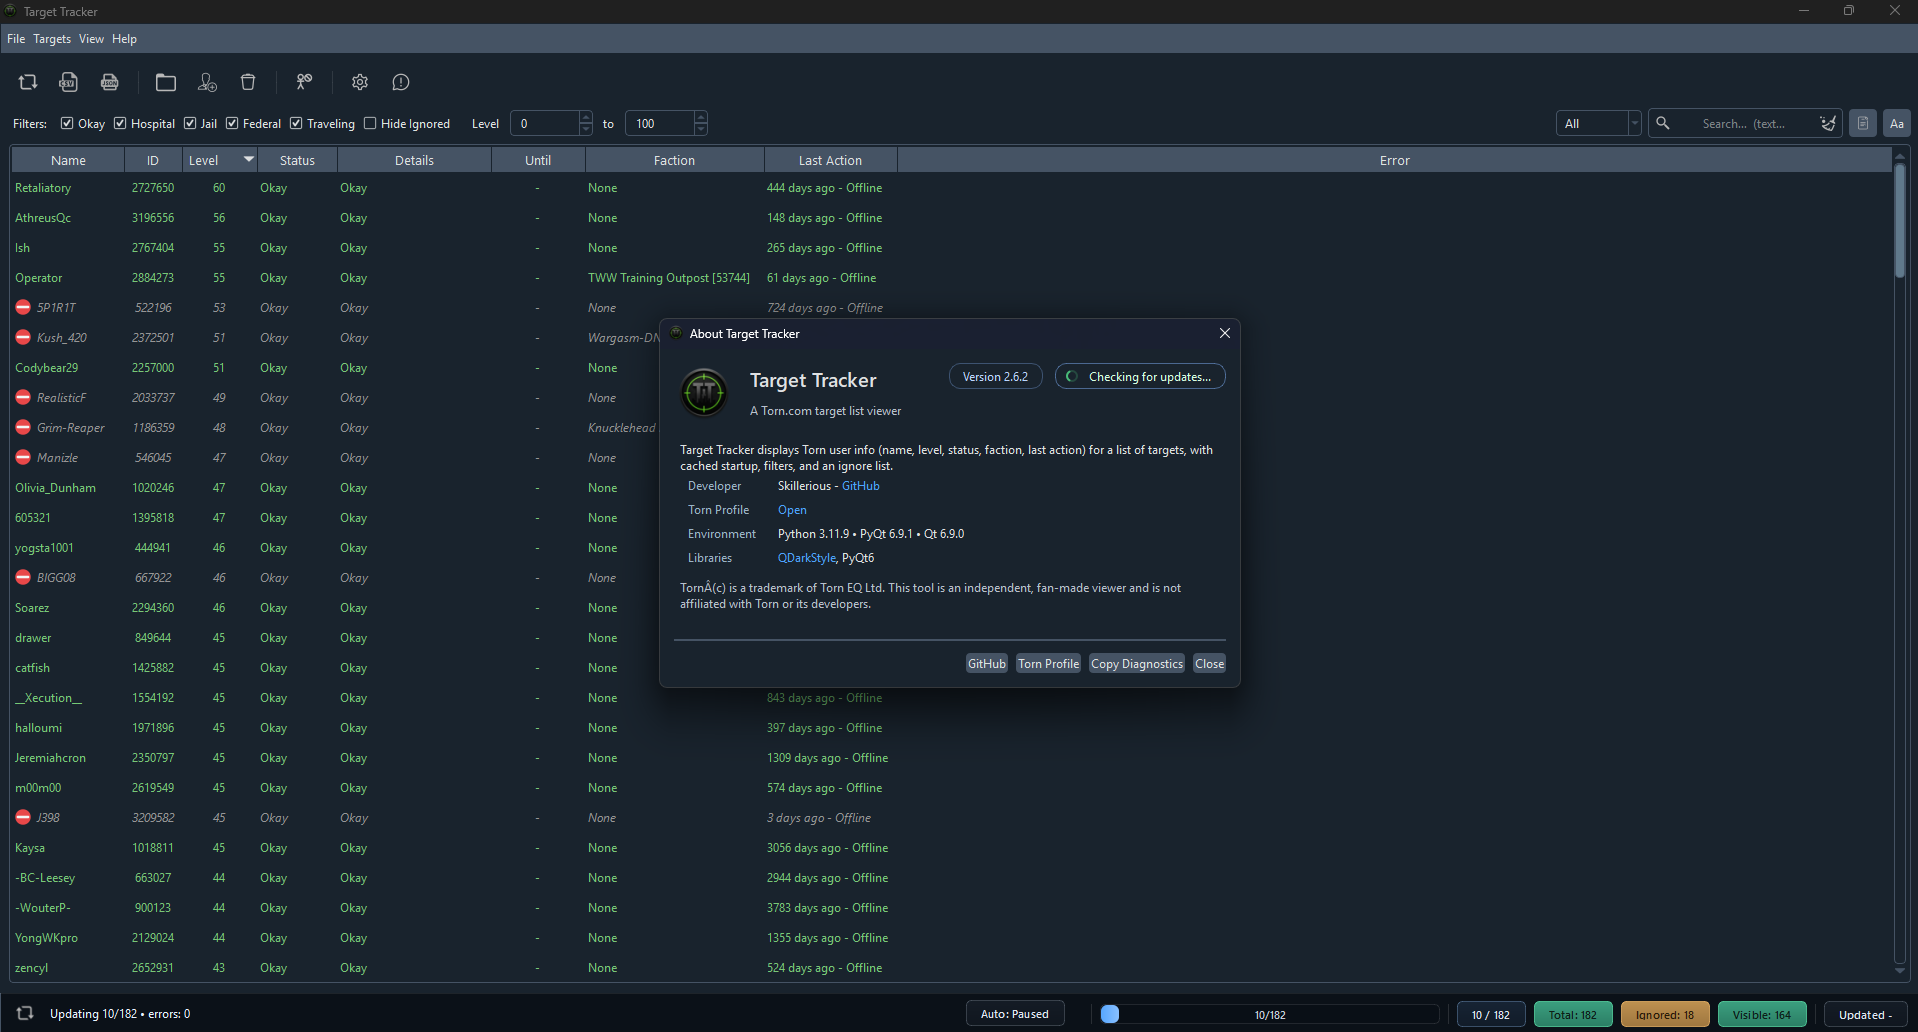 Target Tracker
File Targets View Help
CSV JSON
Filters: Okay Hospital Jail Federal Traveling Hide Ignored Level 0 to 100 All Search... (text... Aa
Name ID Level Status Details Until Faction Last Action Error
Retaliatory 2727650 60 Okay Okay - None 444 days ago - Offline
AthreusQc 3196556 56 Okay Okay - None 148 days ago - Offline
Ish 2767404 55 Okay Okay - None 265 days ago - Offline
Operator 2884273 55 Okay Okay - TWW Training Outpost [53744] 61 days ago - Offline
5P1R1T 522196 53 Okay Okay - None 724 days ago - Offline
Kush_420 2372501 51 Okay Okay - Wargasm-DN
Codybear29 2257000 51 Okay Okay - None
RealisticF 2033737 49 Okay Okay - None
Grim-Reaper 1186359 48 Okay Okay - Knucklehead
Manizle 546045 47 Okay Okay - None
Olivia_Dunham 1020246 47 Okay Okay - None
605321 1395818 47 Okay Okay - None
yogsta1001 444941 46 Okay Okay - None
BIGG08 667922 46 Okay Okay - None
Soarez 2294360 46 Okay Okay - None
drawer 849644 45 Okay Okay - None
catfish 1425882 45 Okay Okay - None
__Xecution__ 1554192 45 Okay Okay - None 843 days ago - Offline
halloumi 1971896 45 Okay Okay - None 397 days ago - Offline
Jeremiahcron 2350797 45 Okay Okay - None 1309 days ago - Offline
m00m00 2619549 45 Okay Okay - None 574 days ago - Offline
J398 3209582 45 Okay Okay - None 3 days ago - Offline
Kaysa 1018811 45 Okay Okay - None 3056 days ago - Offline
-BC-Leesey 663027 44 Okay Okay - None 2944 days ago - Offline
-WouterP- 900123 44 Okay Okay - None 3783 days ago - Offline
YongWKpro 2129024 44 Okay Okay - None 1355 days ago - Offline
zencyl 2652931 43 Okay Okay - None 524 days ago - Offline
About Target Tracker
TT
Target Tracker Version 2.6.2 Checking for updates...
A Torn.com target list viewer
Target Tracker displays Torn user info (name, level, status, faction, last action) for a list of targets, with
cached startup, filters, and an ignore list.
Developer Skillerious - GitHub
Torn Profile Open
Environment Python 3.11.9 • PyQt 6.9.1 • Qt 6.9.0
Libraries QDarkStyle, PyQt6
TornÂ(c) is a trademark of Torn EQ Ltd. This tool is an independent, fan-made viewer and is not
affiliated with Torn or its developers.
GitHub Torn Profile Copy Diagnostics Close
Updating 10/182 • errors: 0 Auto: Paused 10/182 10 / 182 Total: 182 Ignored: 18 Visible: 164 Updated -